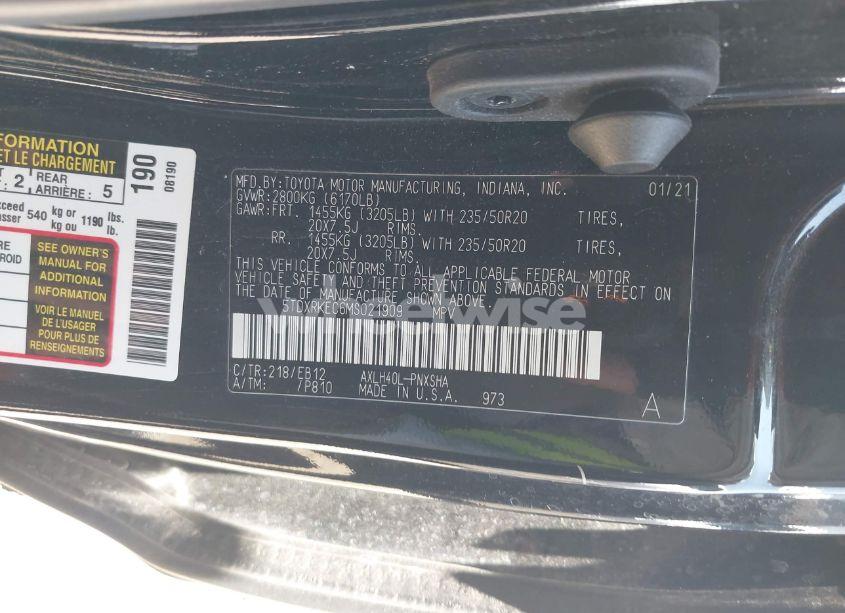 FORMATION
ET LE CHARGEMENT
2 REAR ARRIÈRE: 5
540 kg or kg ou 1190 lbs. lb.
190
08190
SEE OWNER'S
MANUAL FOR
ADDITIONAL
INFORMATION
VOIR LE MANUEL
DE L'USAGER
POUR PLUS DE
RENSEIGNEMENTS
MFD.BY:TOYOTA MOTOR MANUFACTURING, INDIANA, INC. 01/21
GVWR:2800KG (6170LB)
GAWR:FRT. 1455KG (3205LB) WITH 235/50R20 TIRES,
20X7.5J RIMS.
RR. 1455KG (3205LB) WITH 235/50R20 TIRES,
20X7.5J RIMS.
THIS VEHICLE CONFORMS TO ALL APPLICABLE FEDERAL MOTOR
VEHICLE SAFETY AND THEFT PREVENTION STANDARDS IN EFFECT ON
THE DATE OF MANUFACTURE SHOWN ABOVE.
5TDXRKEC6MS021909 MPV
C/TR:218/EB12 AXLH40L-PNXSHA
A/TM: /P810 MADE IN U.S.A. 973
A